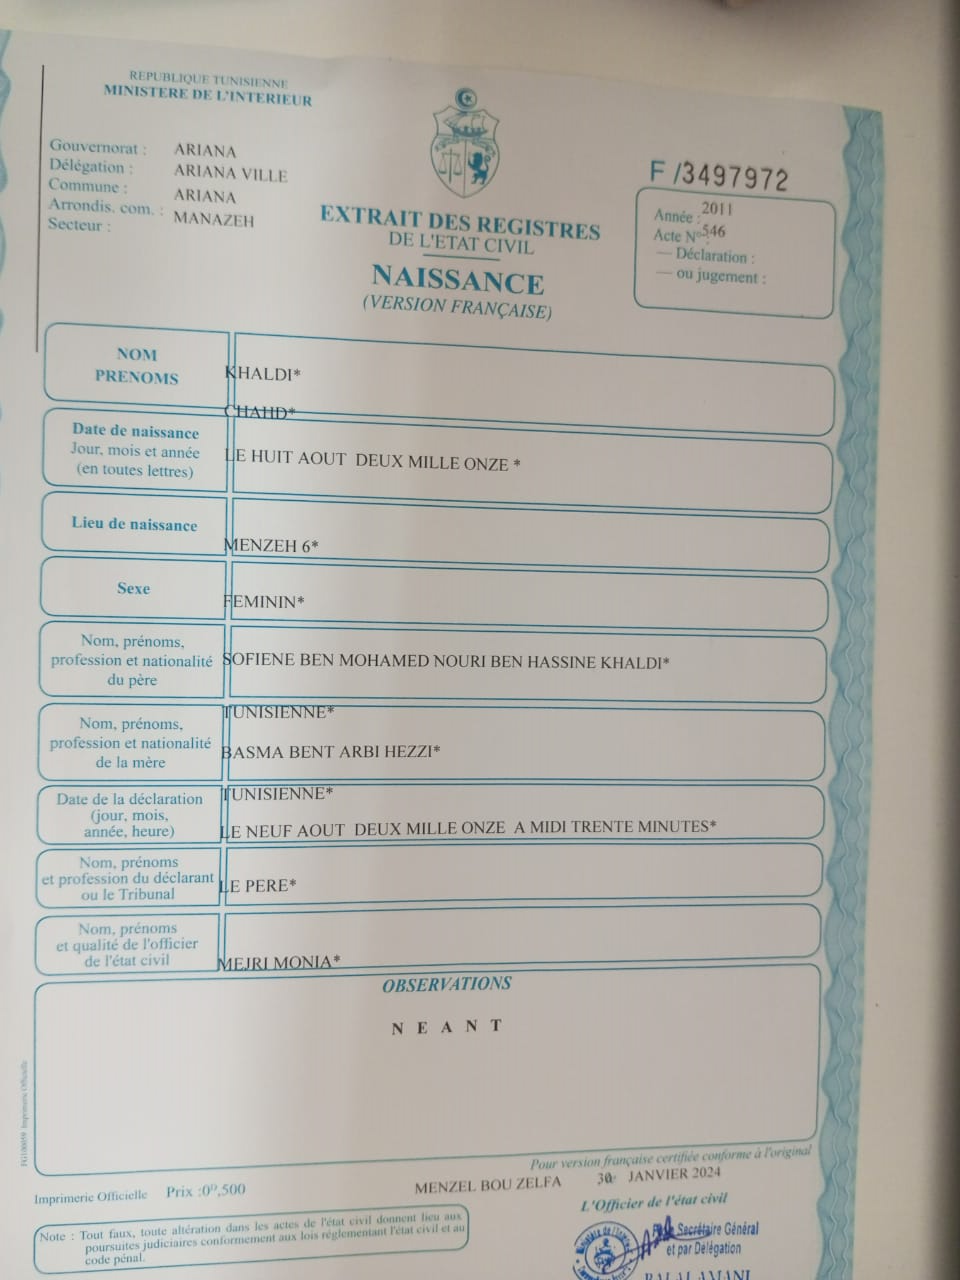 REPUBLIQUE TUNISIENNE
MINISTERE DE L'INTERIEUR
Gouvernorat : ARIANA
Délégation : ARIANA VILLE
Commune : ARIANA
Arrondis. com. : MANAZEH
Secteur :
EXTRAIT DES REGISTRES
DE L'ETAT CIVIL
NAISSANCE
(VERSION FRANÇAISE)
F /3497972
Année : 2011
Acte N° 546
— Déclaration :
— ou jugement :
NOM
PRENOMS
KHALDI*
CHAHD*
Date de naissance
Jour, mois et année
(en toutes lettres)
LE HUIT AOUT DEUX MILLE ONZE *
Lieu de naissance
MENZEH 6*
Sexe
FEMININ*
Nom, prénoms,
profession et nationalité
du père
SOFIENE BEN MOHAMED NOURI BEN HASSINE KHALDI*
TUNISIENNE*
Nom, prénoms,
profession et nationalité
de la mère
BASMA BENT ARBI HEZZI*
TUNISIENNE*
Date de la déclaration
(jour, mois,
année, heure)
LE NEUF AOUT DEUX MILLE ONZE A MIDI TRENTE MINUTES*
Nom, prénoms
et profession du déclarant
ou le Tribunal
LE PERE*
Nom, prénoms
et qualité de l'officier
de l'état civil
MEJRI MONIA*
OBSERVATIONS
N E A N T
FG100059 Imprimerie Officielle
Pour version française certifiée conforme à l'original
MENZEL BOU ZELFA 30 JANVIER 2024
Imprimerie Officielle Prix :0ᴰ,500
L'Officier de l'état civil
Note : Tout faux, toute altération dans les actes de l'état civil donnent lieu aux
poursuites judiciaires conformement aux lois réglementant l'état civil et au
code pénal.
Secrétaire Général
et par Délégation